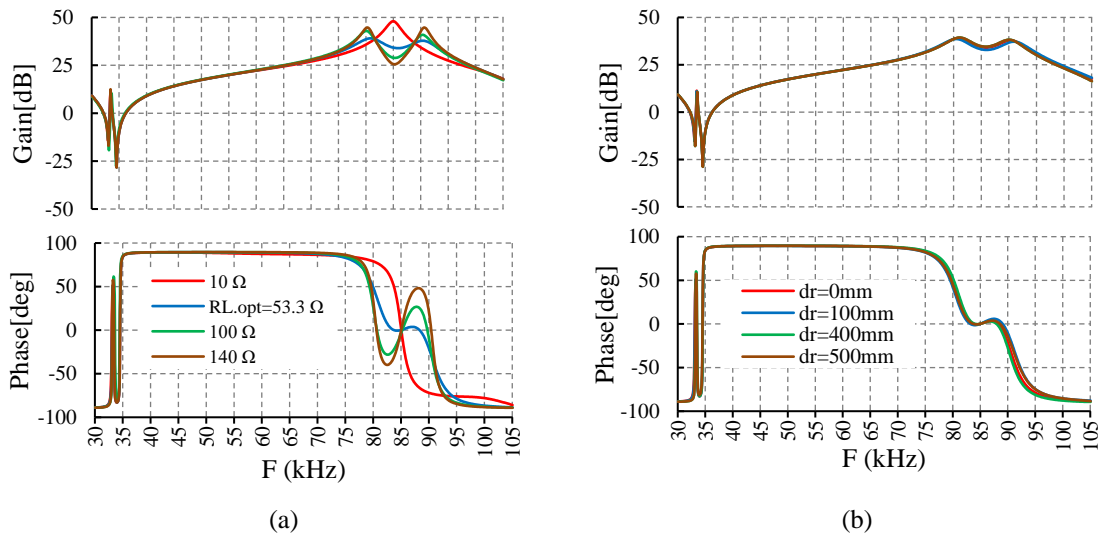 Gain[dB]
50
25
0
-25
50
Phase[deg]
100
50
0
-50
-100
10 Ω
RL.opt=53.3 Ω
100 Ω
140 Ω
30 35 40 45 50 55 60 65 70 75 80 85 90 95 100 105
F (kHz)
(a)
Gain[dB]
50
25
0
-25
50
Phase[deg]
100
50
0
-50
-100
dr=0mm
dr=100mm
dr=400mm
dr=500mm
30 35 40 45 50 55 60 65 70 75 80 85 90 95 100 105
F (kHz)
(b)